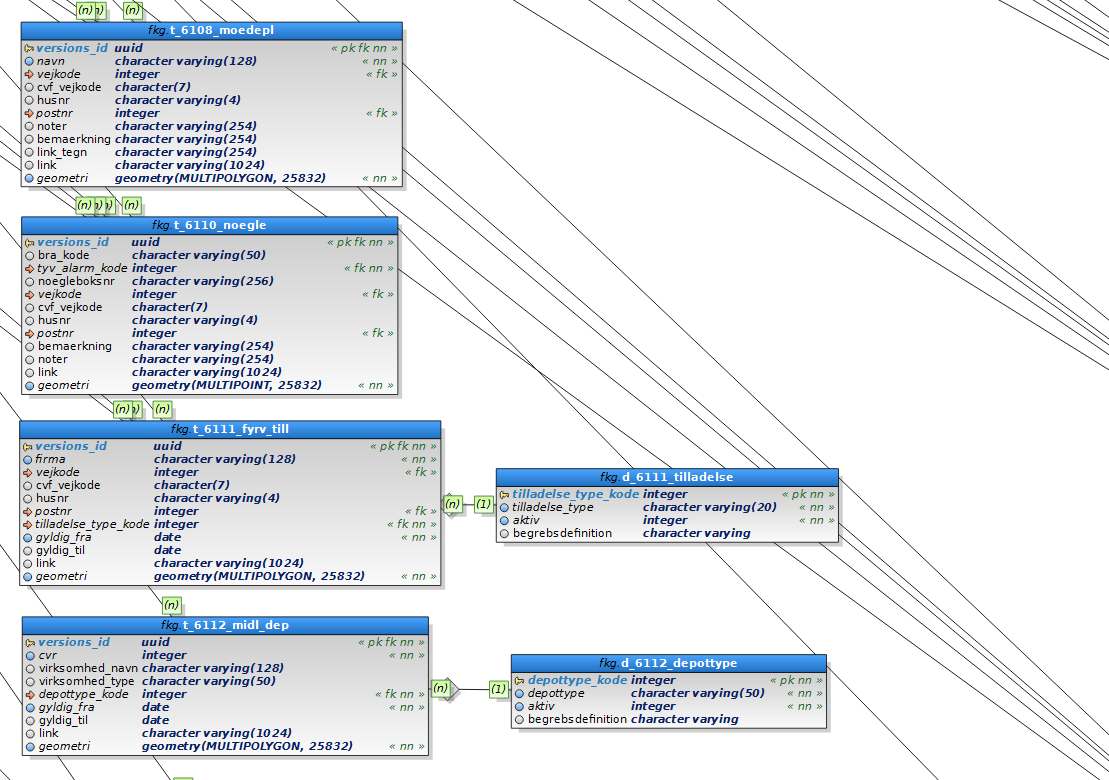 (n) n) (n)
fkg.t_6108_moedepl
versions_id uuid « pk fk nn »
navn character varying(128) « nn »
vejkode integer « fk »
cvf_vejkode character(7)
husnr character varying(4)
postnr integer « fk »
noter character varying(254)
bemaerkning character varying(254)
link_tegn character varying(254)
link character varying(1024)
geometri geometry(MULTIPOLYGON, 25832) « nn »
(n) n) ) (n)
fkg.t_6110_noegle
versions_id uuid « pk fk nn »
bra_kode character varying(50)
tyv_alarm_kode integer « fk nn »
noegleboksnr character varying(256)
vejkode integer « fk »
cvf_vejkode character(7)
husnr character varying(4)
postnr integer « fk »
bemaerkning character varying(254)
noter character varying(254)
link character varying(1024)
geometri geometry(MULTIPOINT, 25832) « nn »
(n) ) (n)
fkg.t_6111_fyrv_till
versions_id uuid « pk fk nn »
firma character varying(128) « nn »
vejkode integer « fk »
cvf_vejkode character(7)
husnr character varying(4)
postnr integer « fk »
tilladelse_type_kode integer « fk nn »
gyldig_fra date « nn »
gyldig_til date
link character varying(1024)
geometri geometry(MULTIPOLYGON, 25832) « nn »
(n) (1)
fkg.d_6111_tilladelse
tilladelse_type_kode integer « pk nn »
tilladelse_type character varying(20) « nn »
aktiv integer « nn »
begrebsdefinition character varying
(n)
fkg.t_6112_midl_dep
versions_id uuid « pk fk nn »
cvr integer « nn »
virksomhed_navn character varying(128)
virksomhed_type character varying(50)
depottype_kode integer « fk nn »
gyldig_fra date « nn »
gyldig_til date
link character varying(1024)
geometri geometry(MULTIPOLYGON, 25832) « nn »
(n) (1)
fkg.d_6112_depottype
depottype_kode integer « pk nn »
depottype character varying(50) « nn »
aktiv integer « nn »
begrebsdefinition character varying